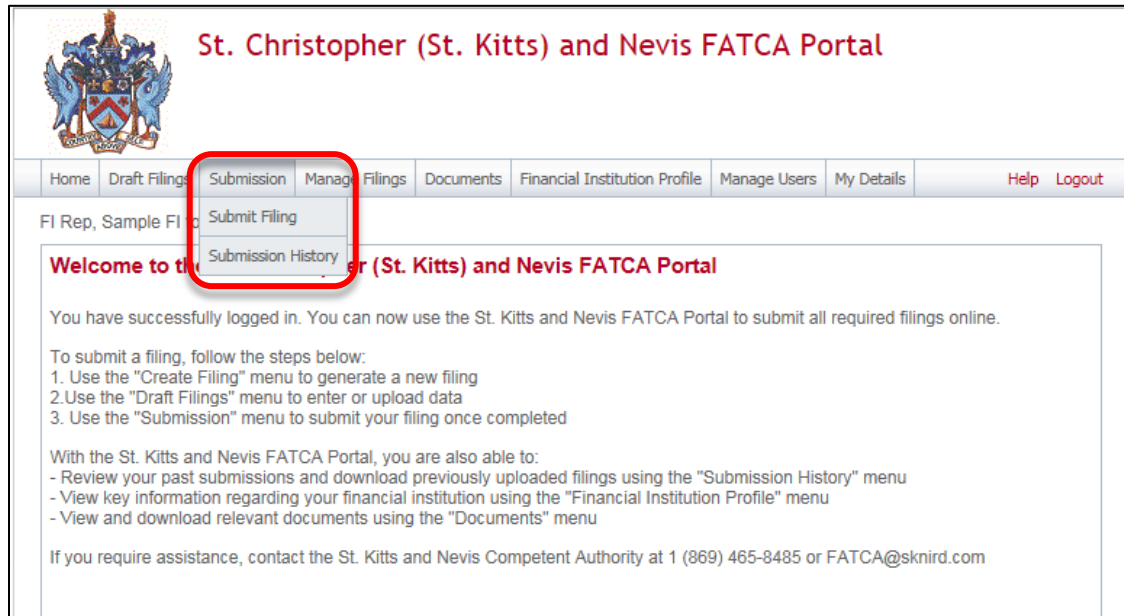 St. Christopher (St. Kitts) and Nevis FATCA Portal
COUNTRY ABOVE SELF
Home Draft Filings Submission Manage Filings Documents Financial Institution Profile Manage Users My Details Help Logout
FI Rep, Sample FI
Submit Filing
Submission History
Welcome to th er (St. Kitts) and Nevis FATCA Portal
You have successfully logged in. You can now use the St. Kitts and Nevis FATCA Portal to submit all required filings online.
To submit a filing, follow the steps below:
1. Use the "Create Filing" menu to generate a new filing
2.Use the "Draft Filings" menu to enter or upload data
3. Use the "Submission" menu to submit your filing once completed
With the St. Kitts and Nevis FATCA Portal, you are also able to:
- Review your past submissions and download previously uploaded filings using the "Submission History" menu
- View key information regarding your financial institution using the "Financial Institution Profile" menu
- View and download relevant documents using the "Documents" menu
If you require assistance, contact the St. Kitts and Nevis Competent Authority at 1 (869) 465-8485 or FATCA@sknird.com